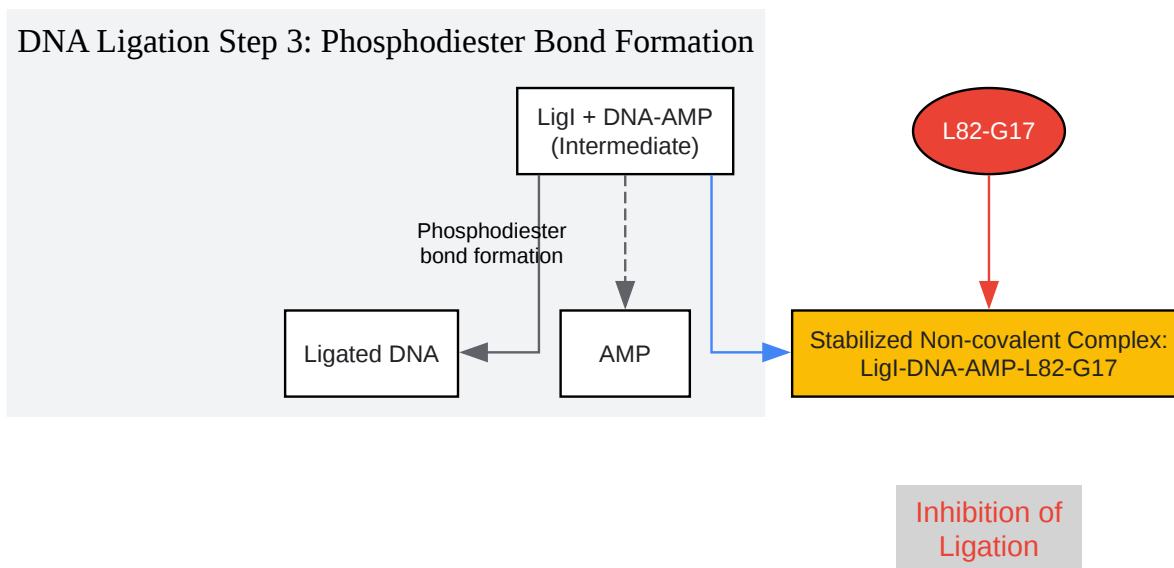 DNA Ligation Step 3: Phosphodiester Bond Formation
LigI + DNA-AMP
(Intermediate)
L82-G17
Phosphodiester
bond formation
Ligated DNA
AMP
Stabilized Non-covalent Complex:
LigI-DNA-AMP-L82-G17
Inhibition of
Ligation